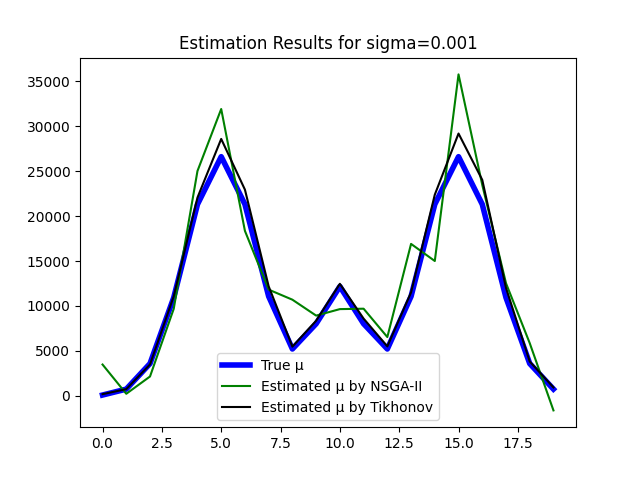 Estimation Results for sigma=0.001
35000
30000
25000
20000
15000
10000
5000
0
True μ
Estimated μ by NSGA-II
Estimated μ by Tikhonov
0.0 2.5 5.0 7.5 10.0 12.5 15.0 17.5